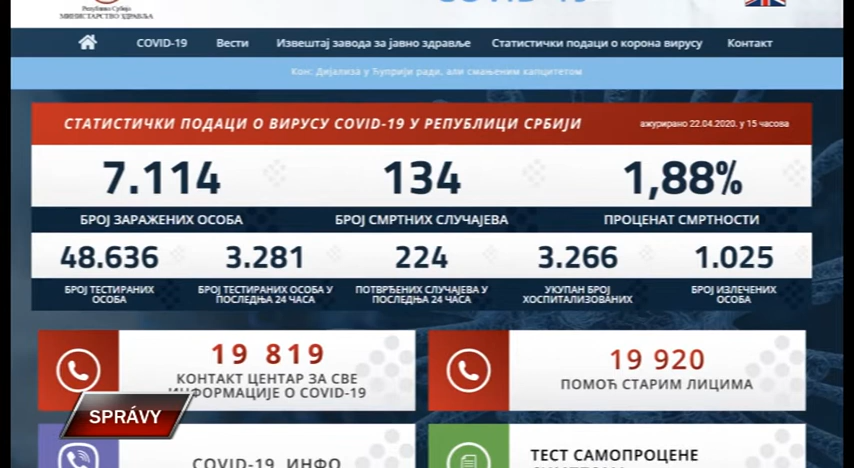 Република Србија
МИНИСТАРСТВО ЗДРАВЉА
COVID-19
COVID-19 Вести Извештај завода за јавно здравље Статистички подаци о корона вирусу Контакт
Кон: Дијализа у Ћуприји ради, али смањеним капцитетом
СТАТИСТИЧКИ ПОДАЦИ О ВИРУСУ COVID-19 У РЕПУБЛИЦИ СРБИЈИ ажурирано 22.04.2020. у 15 часова
7.114 134 1,88%
БРОЈ ЗАРАЖЕНИХ ОСОБА БРОЈ СМРТНИХ СЛУЧАЈЕВА ПРОЦЕНАТ СМРТНОСТИ
48.636 3.281 224 3.266 1.025
БРОЈ ТЕСТИРАНИХ БРОЈ ТЕСТИРАНИХ ОСОБА У ПОТВРЂЕНИХ СЛУЧАЈЕВА У УКУПАН БРОЈ БРОЈ ИЗЛЕЧЕНИХ
ОСОБА ПОСЛЕДЊА 24 ЧАСА ПОСЛЕДЊА 24 ЧАСА ХОСПИТАЛИЗОВАНИХ ОСОБА
19 819
КОНТАКТ ЦЕНТАР ЗА СВЕ
ИНФОРМАЦИЈЕ О COVID-19
19 920
ПОМОЋ СТАРИМ ЛИЦИМА
SPRÁVY
COVID-19 ИНФО
ТЕСТ САМОПРОЦЕНЕ